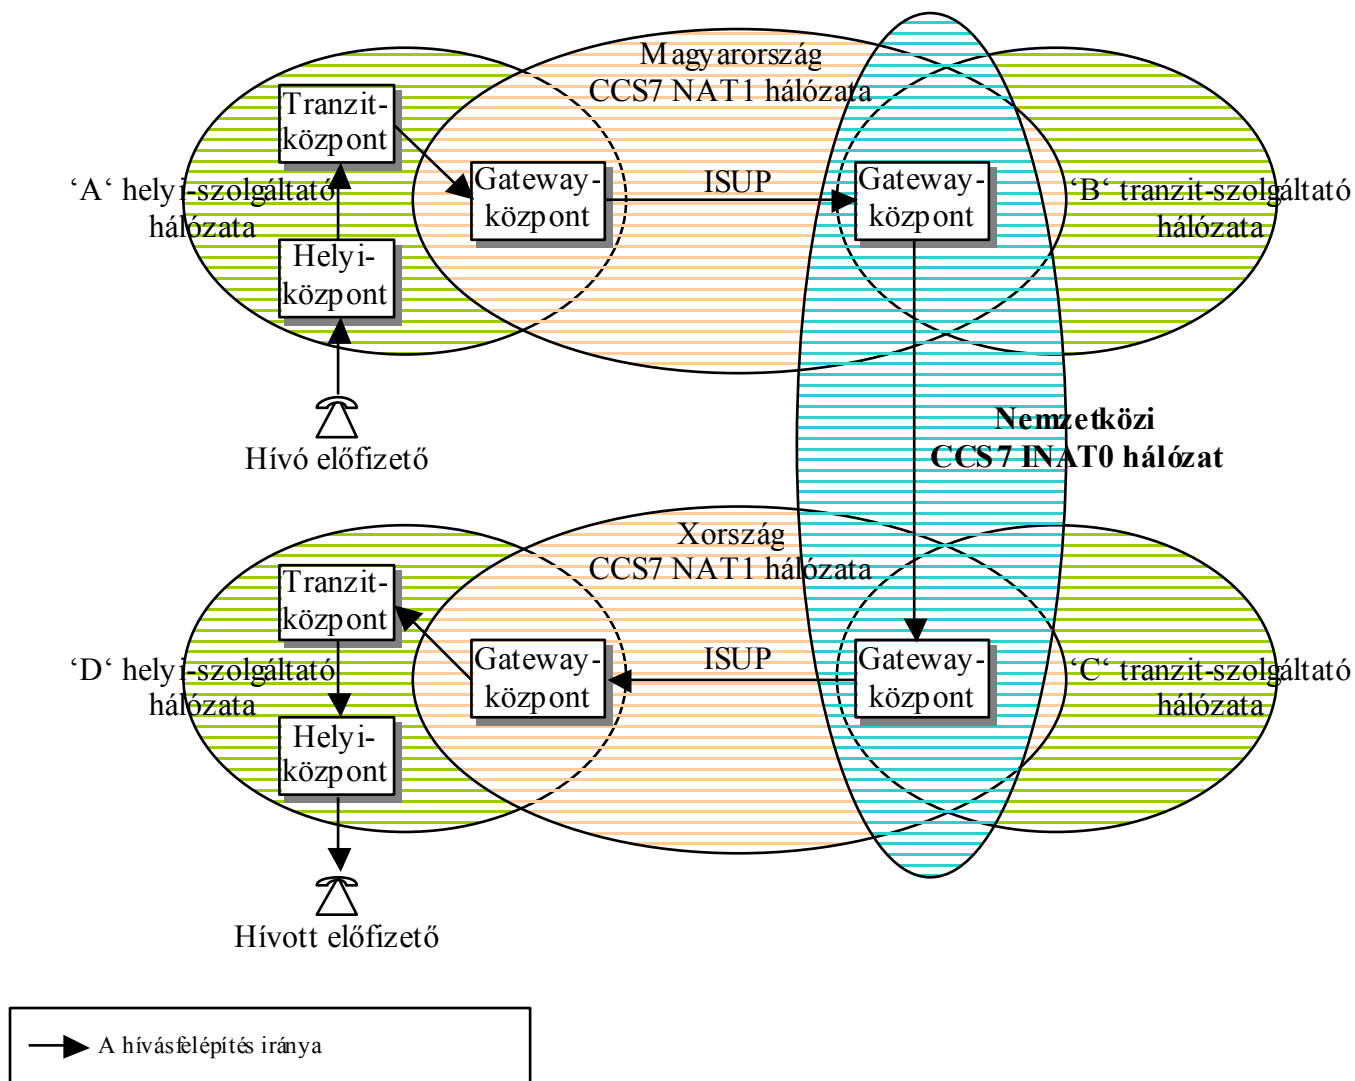 Magyarország
CCS7 NAT1 hálózata
Tranzit-
központ
Gateway-
központ
ISUP
Gateway-
központ
‘A‘ helyi-szolgáltató
hálózata
‘B‘ tranzit-szolgáltató
hálózata
Helyi-
központ
Hívó előfizető
Nemzetközi
CCS7 INAT0 hálózat
Xország
CCS7 NAT1 hálózata
Tranzit-
központ
Gateway-
központ
ISUP
Gateway-
központ
‘D‘ helyi-szolgáltató
hálózata
‘C‘ tranzit-szolgáltató
hálózata
Helyi-
központ
Hívott előfizető
A hívásfelépítés iránya